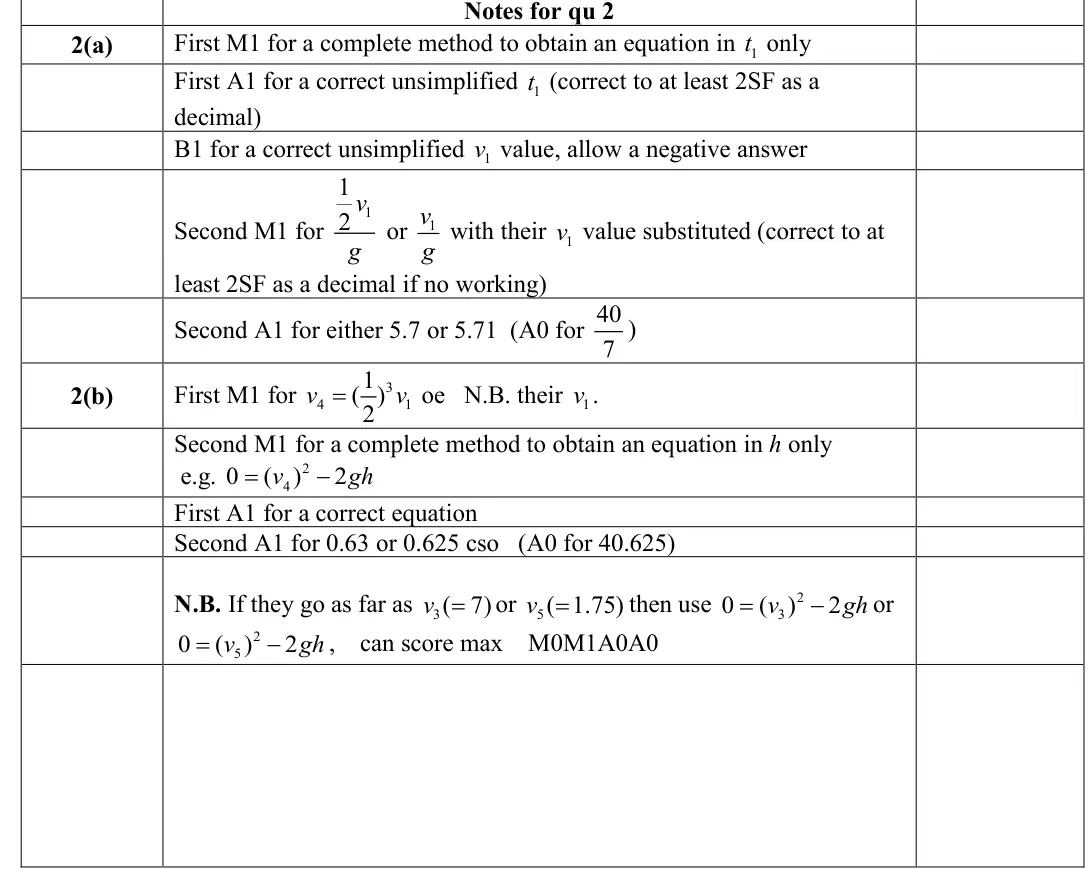 Notes for qu 2
2(a) First M1 for a complete method to obtain an equation in t₁ only
First A1 for a correct unsimplified t₁ (correct to at least 2SF as a
decimal)
B1 for a correct unsimplified v₁ value, allow a negative answer
Second M1 for (1/2 v₁)/g or v₁/g with their v₁ value substituted (correct to at
least 2SF as a decimal if no working)
Second A1 for either 5.7 or 5.71 (A0 for 40/7)
2(b) First M1 for v₄ = (1/2)³v₁ oe N.B. their v₁.
Second M1 for a complete method to obtain an equation in h only
e.g. 0 = (v₄)² − 2gh
First A1 for a correct equation
Second A1 for 0.63 or 0.625 cso (A0 for 40.625)
N.B. If they go as far as v₃(= 7) or v₅(=1.75) then use 0 = (v₃)² − 2gh or
0 = (v₅)² − 2gh, can score max M0M1A0A0